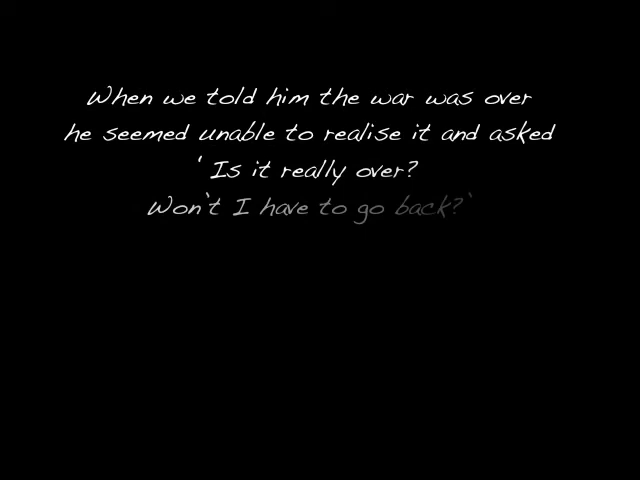 When we told him the war was over
he seemed unable to realise it and asked
‘ Is it really over?
Won`t I have to go back?`